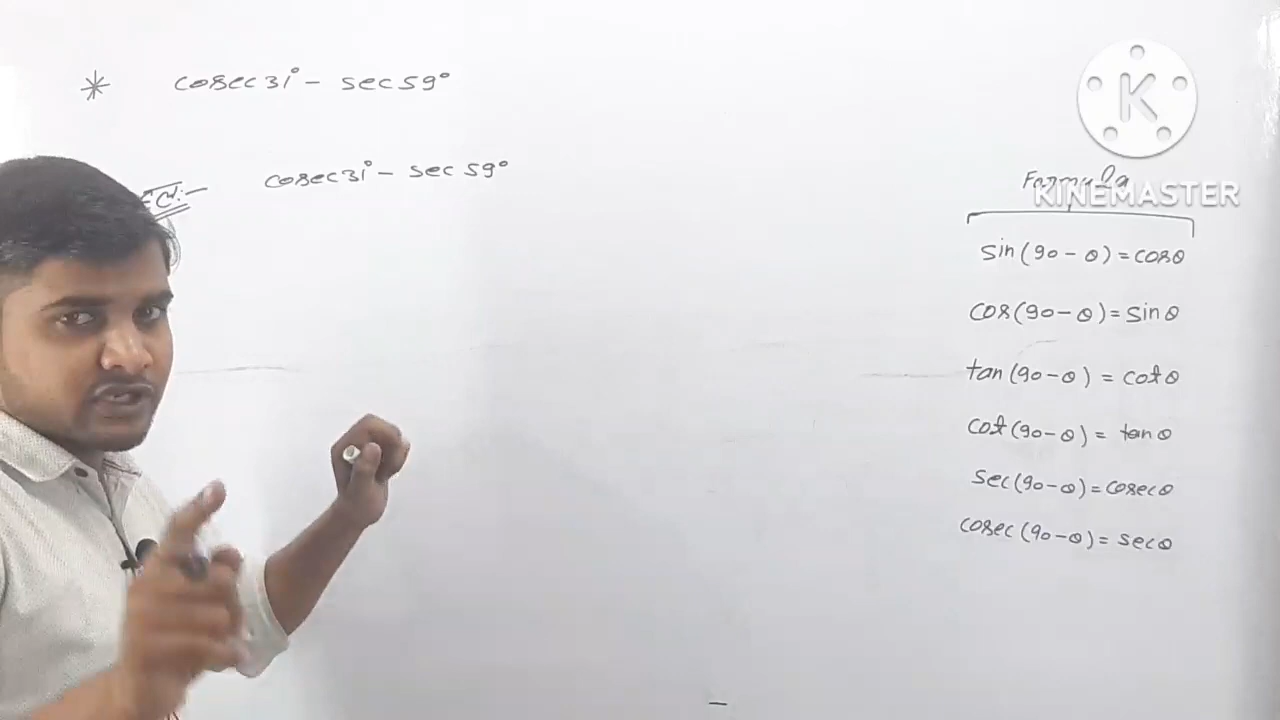 * cosec 31° - sec 59°
cosec 31° - sec 59°
K
Formula
KINEMASTER
sin(90-θ) = cosθ
cos(90-θ) = sinθ
tan(90-θ) = cotθ
cot(90-θ) = tanθ
sec(90-θ) = cosecθ
cosec(90-θ) = secθ